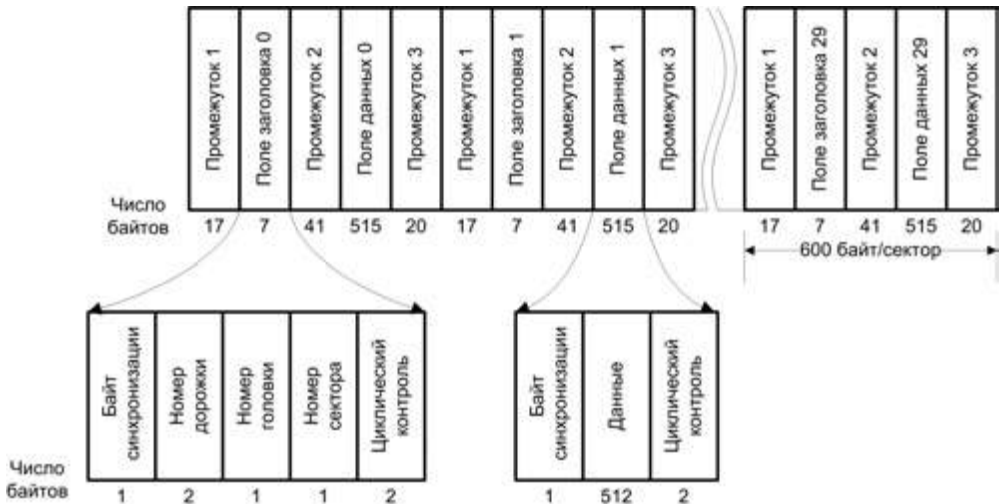 Промежуток 1
Поле заголовка 0
Промежуток 2
Поле данных 0
Промежуток 3
Промежуток 1
Поле заголовка 1
Промежуток 2
Поле данных 1
Промежуток 3
Промежуток 1
Поле заголовка 29
Промежуток 2
Поле данных 29
Промежуток 3
Число
байтов
17 7 41 515 20 17 7 41 515 20 17 7 41 515 20
600 байт/сектор
Байт
синхронизации
Номер
дорожки
Номер
головки
Номер
сектора
Циклический
контроль
Байт
синхронизации
Данные
Циклический
контроль
Число
байтов
1 2 1 1 2 1 512 2